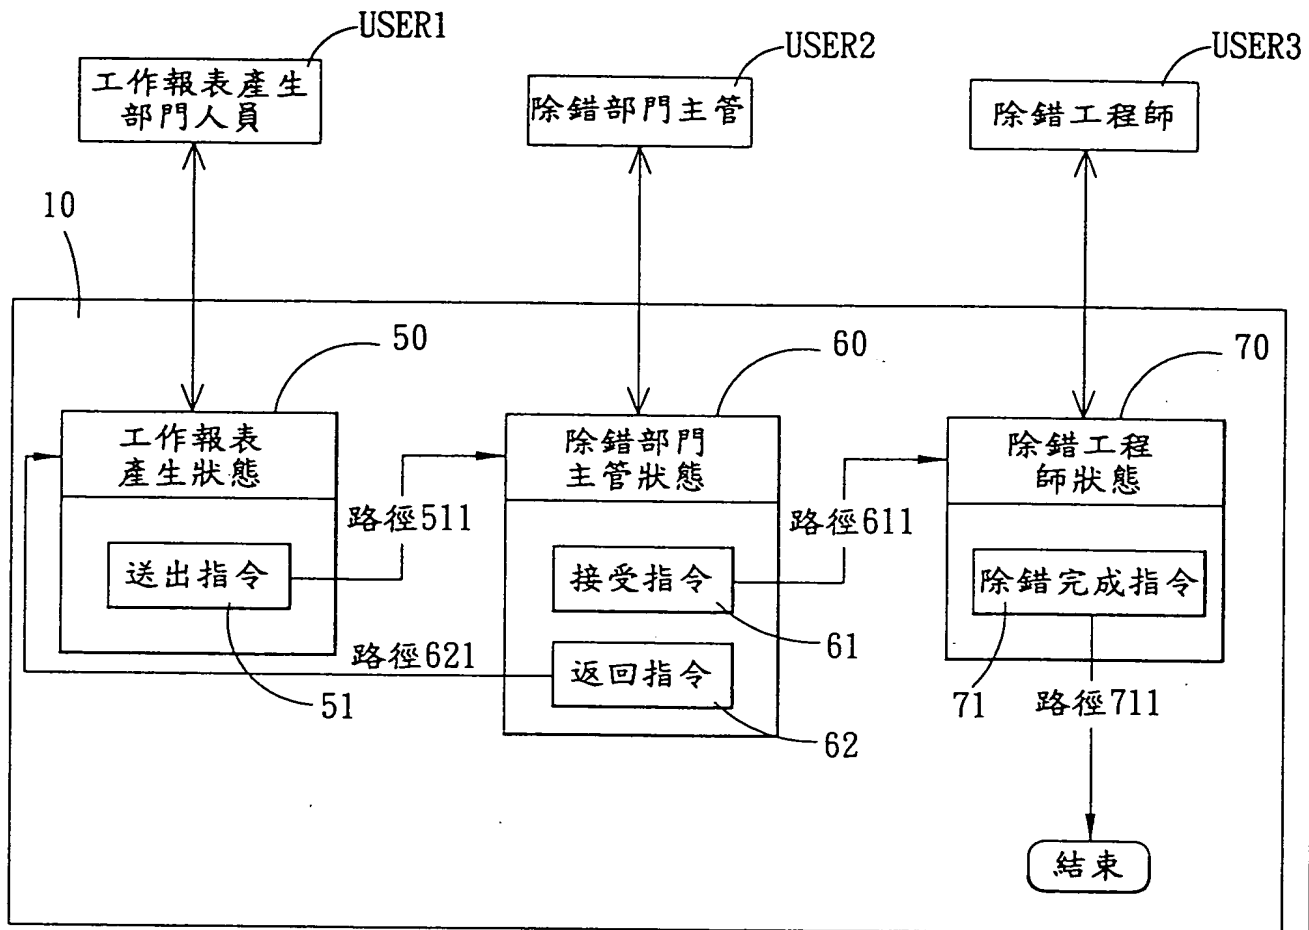 USER1
工作報表產生
部門人員
USER2
除錯部門主管
USER3
除錯工程師
10
50
工作報表
產生狀態
60
除錯部門
主管狀態
70
除錯工程
師狀態
路徑511
路徑611
送出指令
接受指令
除錯完成指令
51
路徑621
返回指令
61
62
71
路徑711
結束